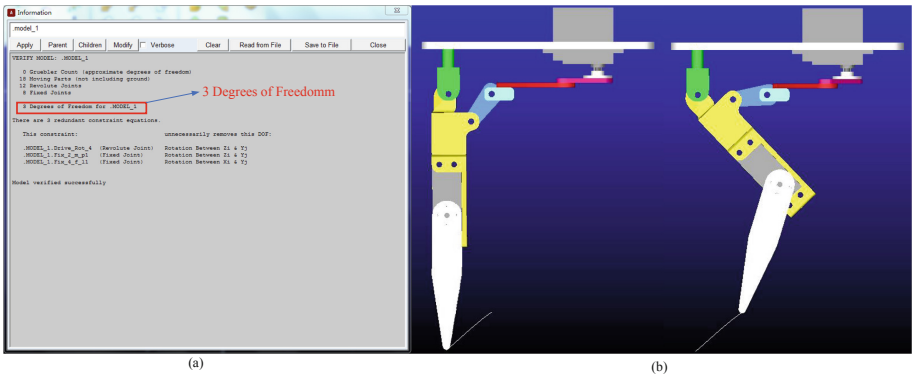 Information
.model_1
Apply Parent Children Modify Verbose Clear Read from File Save to File Close
VERIFY MODEL: .MODEL_1
0 Gruebler Count (approximate degrees of freedom)
18 Moving Parts (not including ground)
12 Revolute Joints
8 Fixed Joints
3 Degrees of Freedom for .MODEL_1
3 Degrees of Freedomm
There are 3 redundant constraint equations.
This constraint: unnecessarily removes this DOF:
.MODEL_1.Drive_Rot_4 (Revolute Joint) Rotation Between Zi & Yj
.MODEL_1.Fix_2_m_pl (Fixed Joint) Rotation Between Zi & Yj
.MODEL_1.Fix_4_f_l1 (Fixed Joint) Rotation Between Xi & Yj
Model verified successfully
(a)
(b)